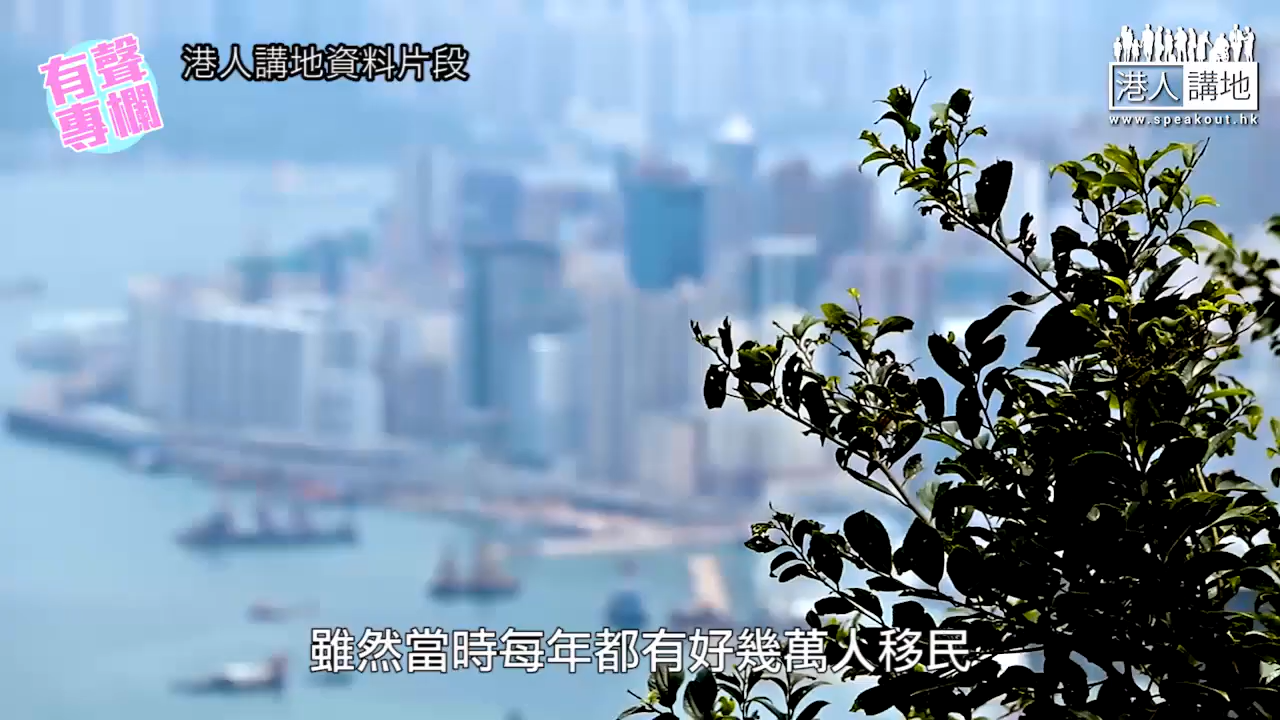 有聲
專欄
港人講地資料片段
港人講地
www.speakout.hk
雖然當時每年都有好幾萬人移民